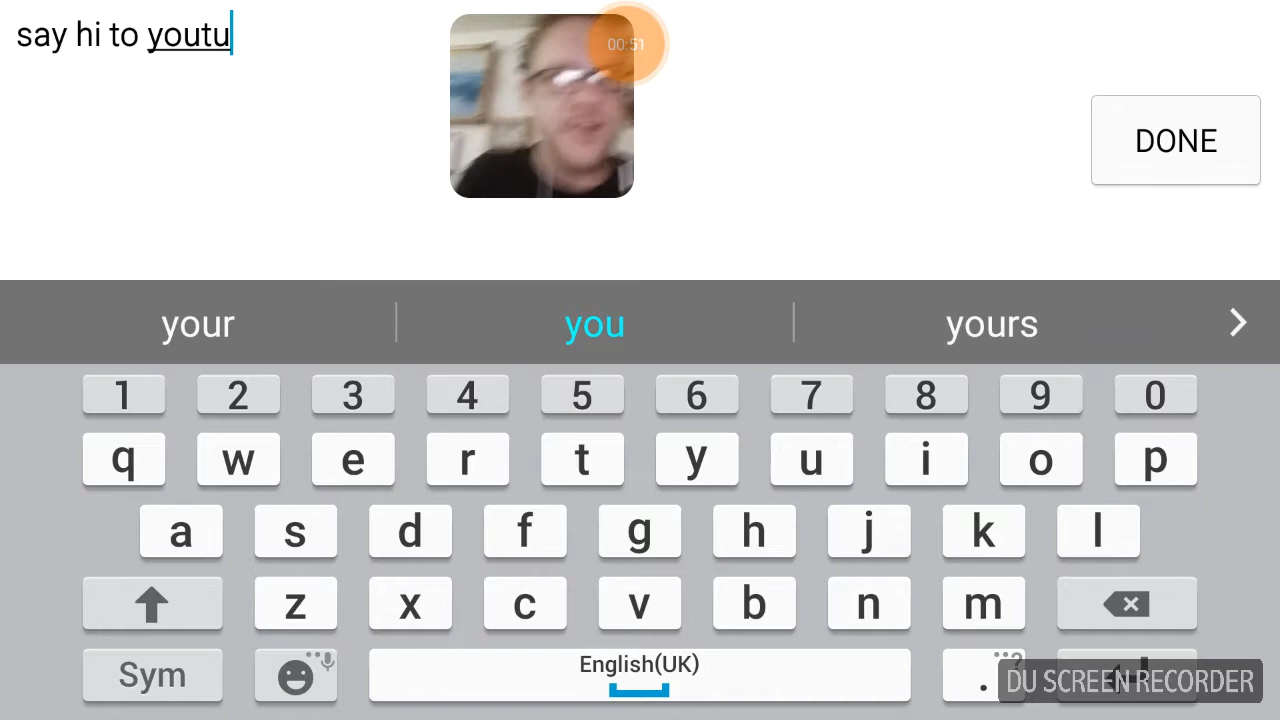 say hi to youtu
00:51
DONE
your you yours
1 2 3 4 5 6 7 8 9 0
q w e r t y u i o p
a s d f g h j k l
z x c v b n m
English(UK)
Sym . ?
DU SCREEN RECORDER